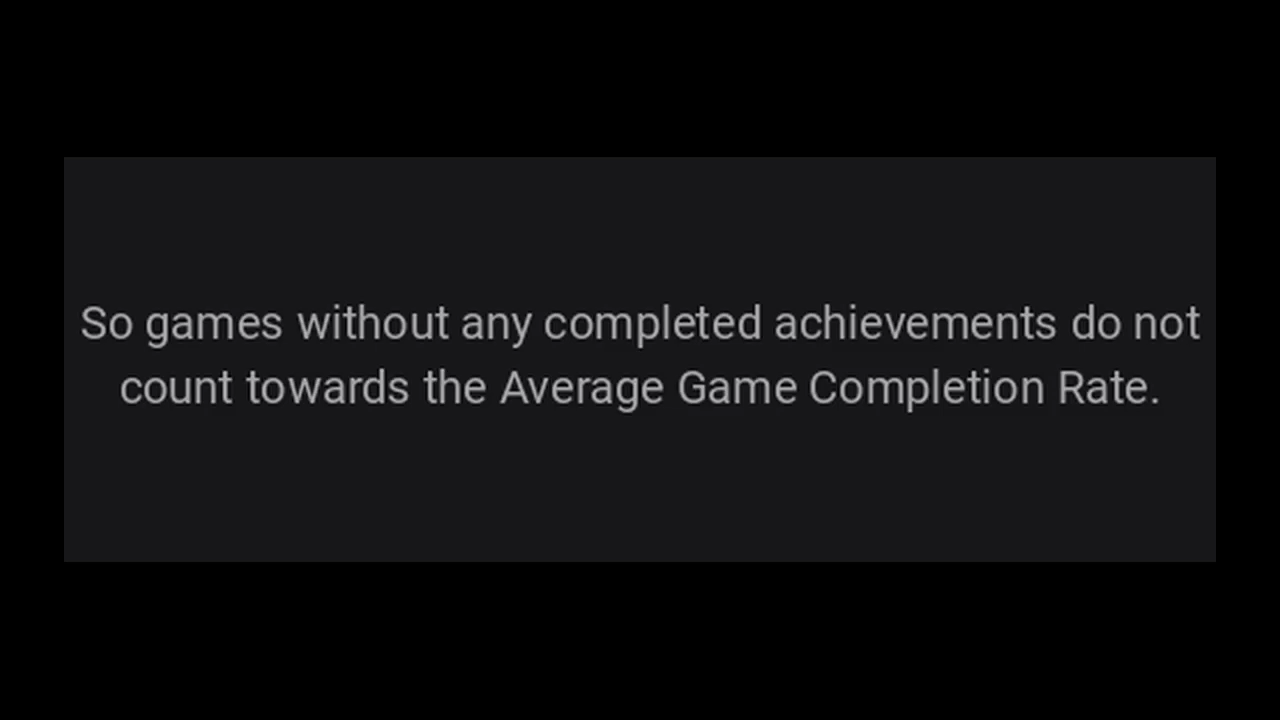 So games without any completed achievements do not
count towards the Average Game Completion Rate.